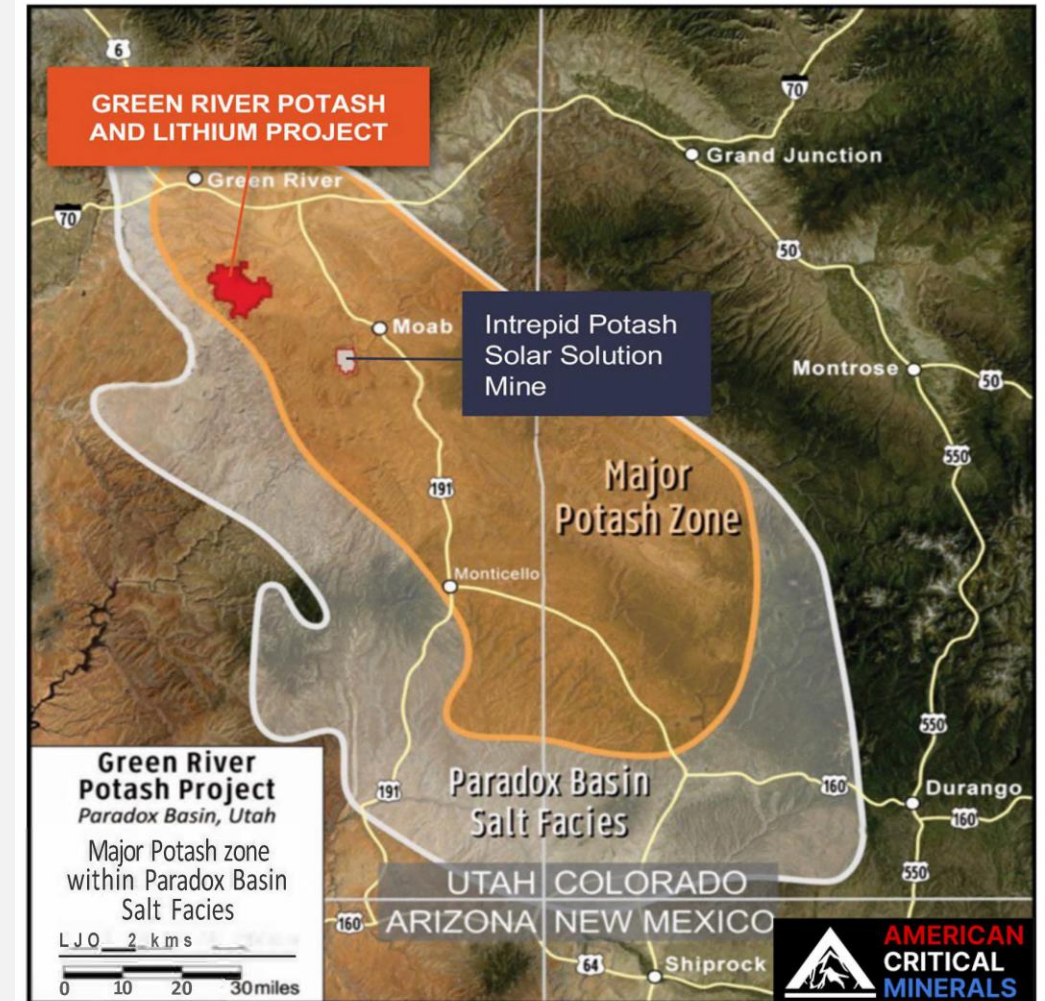 6
GREEN RIVER POTASH
AND LITHIUM PROJECT
70
Grand Junction
Green River
70
50
Intrepid Potash
Solar Solution
Mine
Moab
Montrose
50
550
Major
Potash Zone
191
Monticello
550
Green River
Potash Project
Paradox Basin, Utah
Major Potash zone
within Paradox Basin
Salt Facies
LJO 2 kms
0 10 20 30 miles
191
Paradox Basin
Salt Facies
160
Durango
160
550
UTAH COLORADO
ARIZONA NEW MEXICO
160
64
Shiprock
AMERICAN
CRITICAL
MINERALS